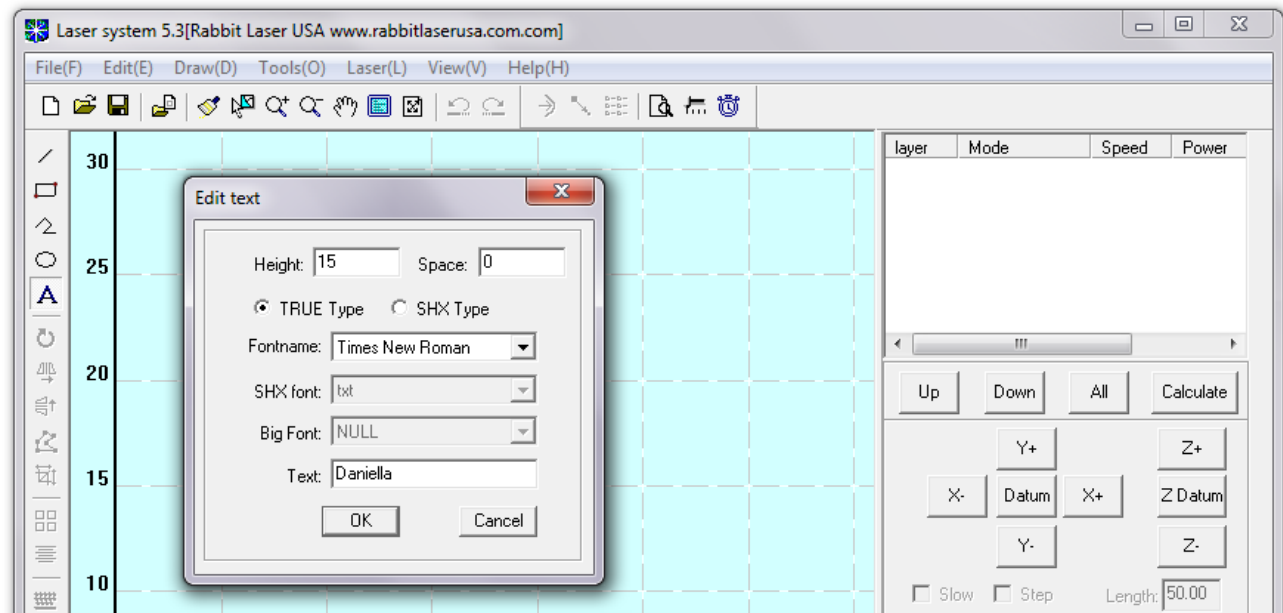 Laser system 5.3[Rabbit Laser USA www.rabbitlaserusa.com.com]
File(F) Edit(E) Draw(D) Tools(O) Laser(L) View(V) Help(H)
layer Mode Speed Power
30
Edit text
Height: 15 Space: 0
25
TRUE Type SHX Type
Fontname: Times New Roman
20
SHX font: txt
Up Down All Calculate
Big Font: NULL
Y+ Z+
15
Text: Daniella
X- Datum X+ Z Datum
OK Cancel
Y- Z-
10
Slow Step Length: 50.00